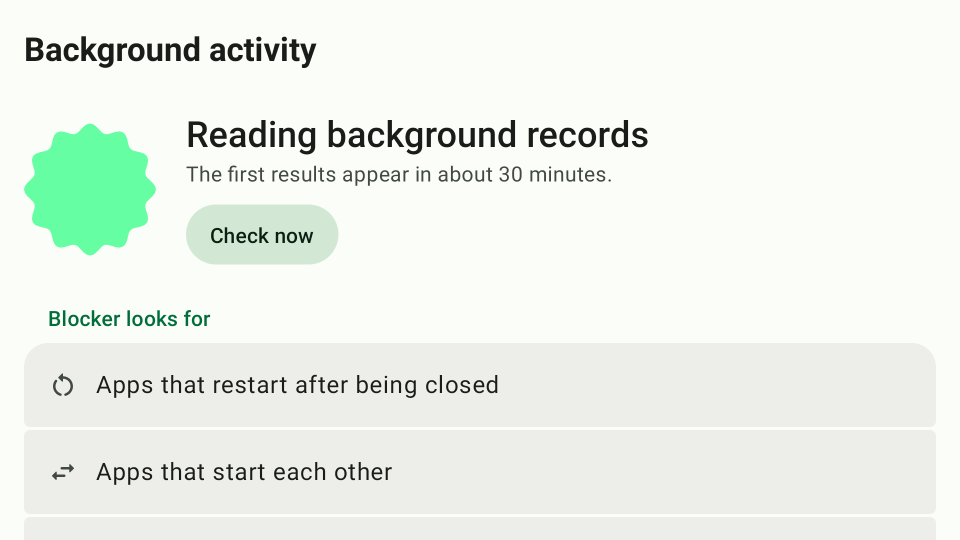 Background activity
Reading background records
The first results appear in about 30 minutes.
Check now
Blocker looks for
Apps that restart after being closed
Apps that start each other